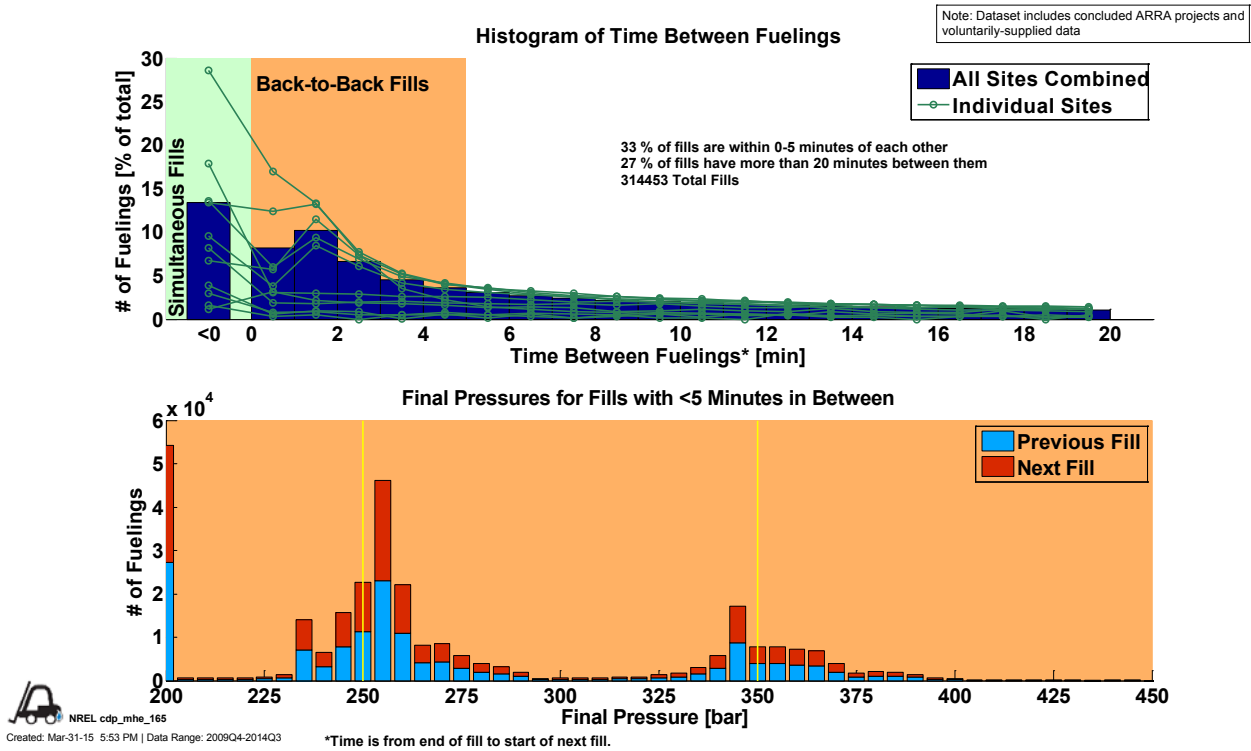 Note: Dataset includes concluded ARRA projects and
voluntarily-supplied data
Histogram of Time Between Fuelings
# of Fuelings [% of total]
30
25
20
15
10
5
0
Simultaneous Fills
Back-to-Back Fills
All Sites Combined
Individual Sites
33 % of fills are within 0-5 minutes of each other
27 % of fills have more than 20 minutes between them
314453 Total Fills
<0 0 2 4 6 8 10 12 14 16 18 20
Time Between Fuelings* [min]
Final Pressures for Fills with <5 Minutes in Between
x 10^4
# of Fuelings
6
5
4
3
2
1
0
Previous Fill
Next Fill
200 225 250 275 300 325 350 375 400 425 450
Final Pressure [bar]
NREL cdp_mhe_165
Created: Mar-31-15 5:53 PM | Data Range: 2009Q4-2014Q3
*Time is from end of fill to start of next fill.